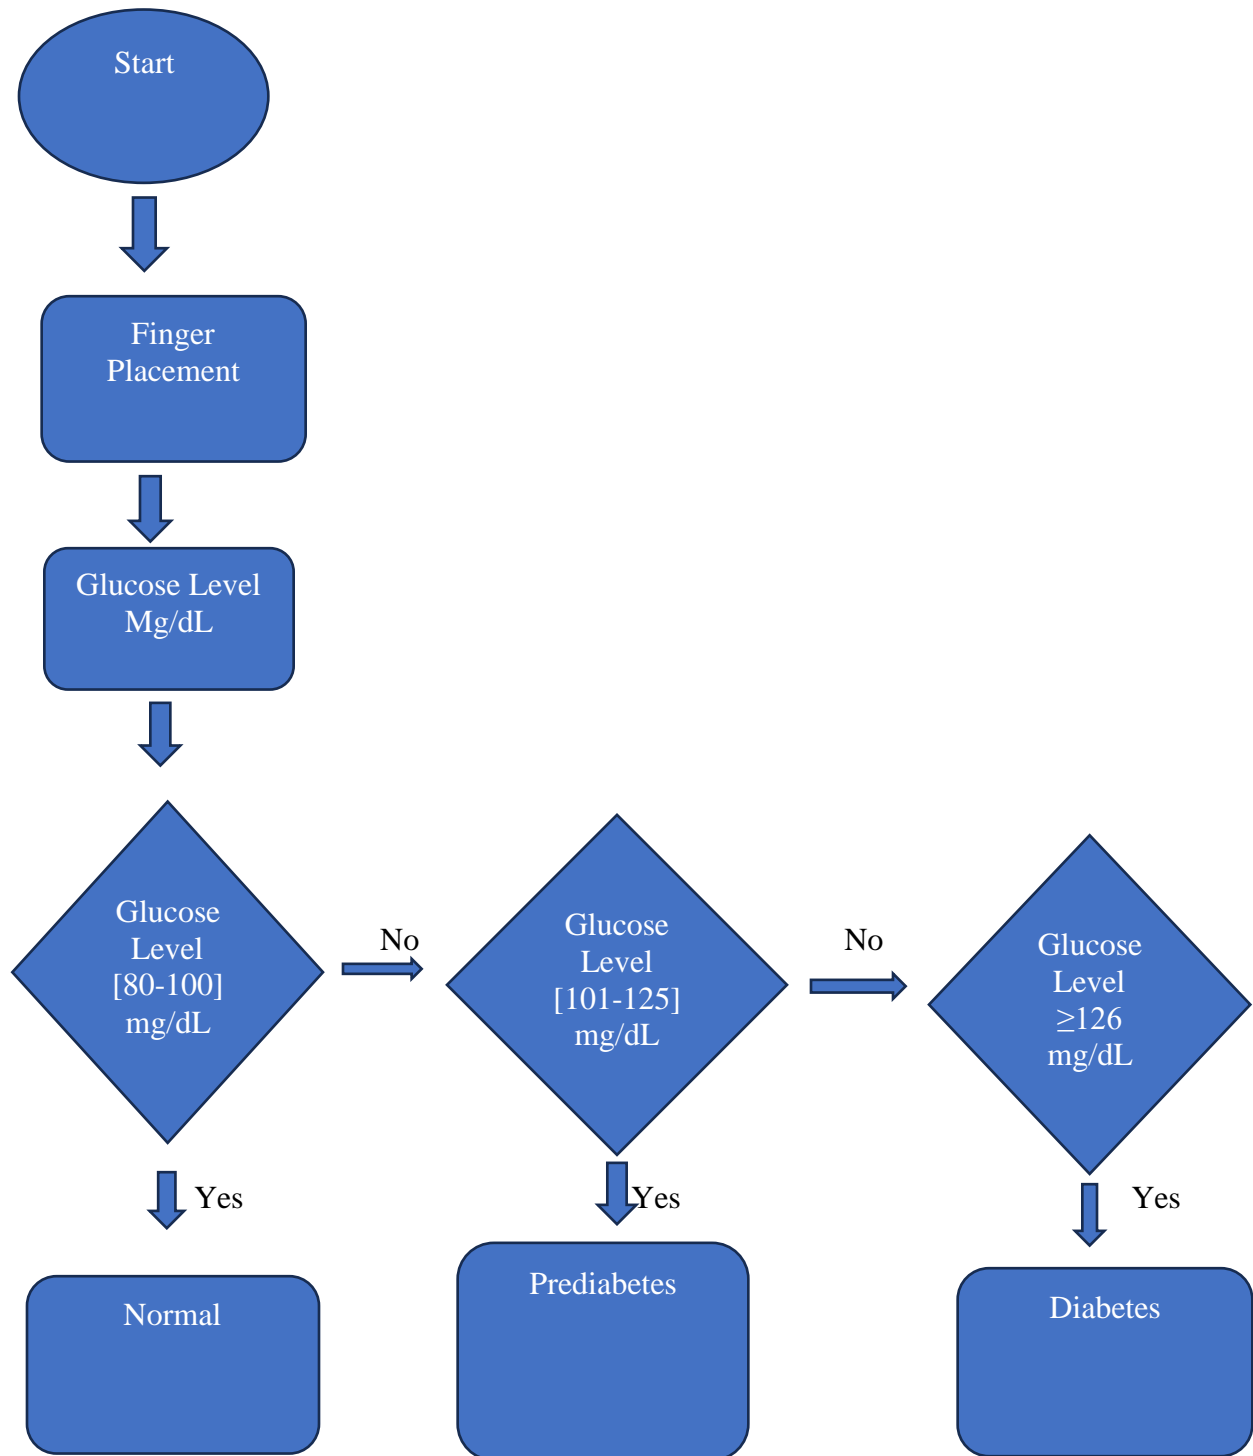 Start
Finger
Placement
Glucose Level
Mg/dL
Glucose
Level
[80-100]
mg/dL
No
Glucose
Level
[101-125]
mg/dL
No
Glucose
Level
≥126
mg/dL
Yes
Yes
Yes
Normal
Prediabetes
Diabetes